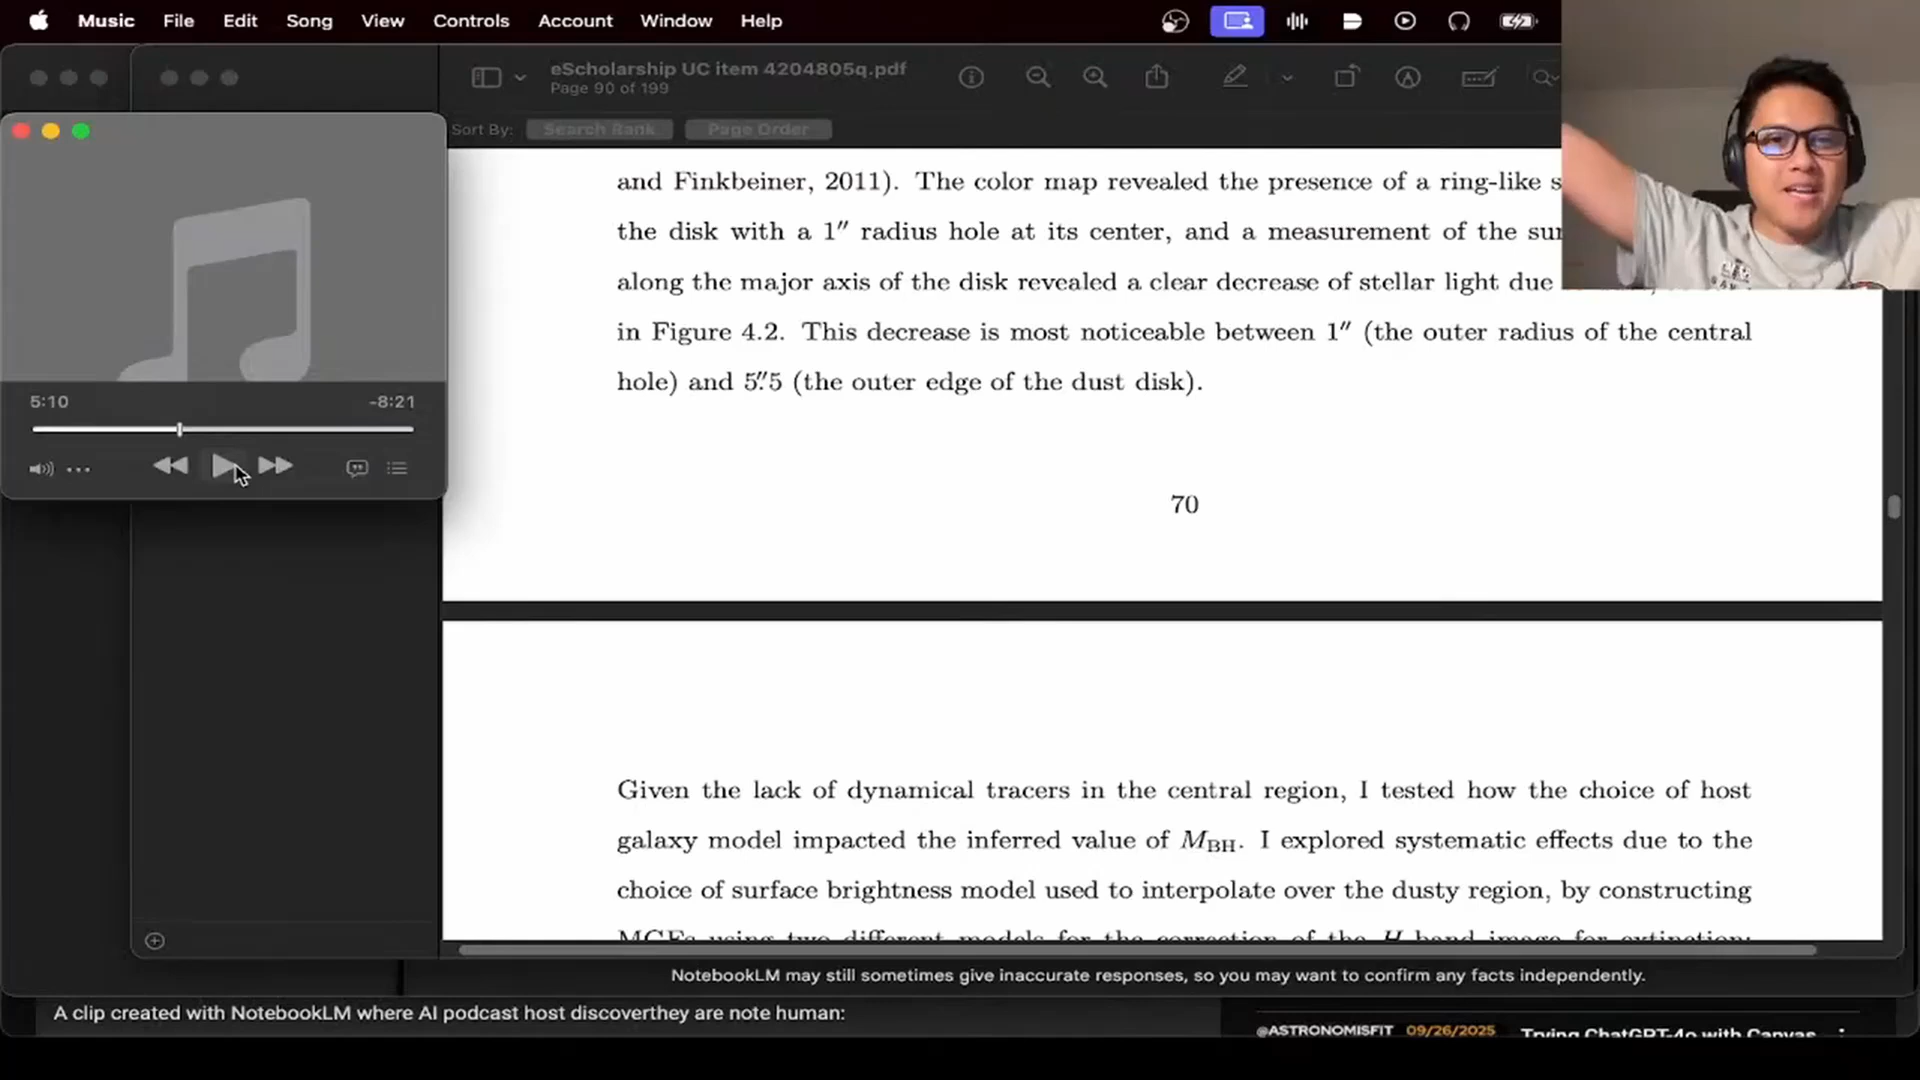 Music File Edit Song View Controls Account Window Help
eScholarship UC item 4204805q.pdf
Page 90 of 199
Sort By: Search Rank Page Order
and Finkbeiner, 2011). The color map revealed the presence of a ring-like
the disk with a 1″ radius hole at its center, and a measurement of the
along the major axis of the disk revealed a clear decrease of stellar light due
in Figure 4.2. This decrease is most noticeable between 1″ (the outer radius of the central
hole) and 5″.5 (the outer edge of the dust disk).
70
5:10 -8:21
Given the lack of dynamical tracers in the central region, I tested how the choice of host
galaxy model impacted the inferred value of MBH. I explored systematic effects due to the
choice of surface brightness model used to interpolate over the dusty region, by constructing
MGEs using two different models for the correction of the H band image for extinction:
NotebookLM may still sometimes give inaccurate responses, so you may want to confirm any facts independently.
A clip created with NotebookLM where AI podcast host discoverthey are note human:
@ASTRONOMISFIT 09/26/2025 Trying ChatGPT-4o with Canvas